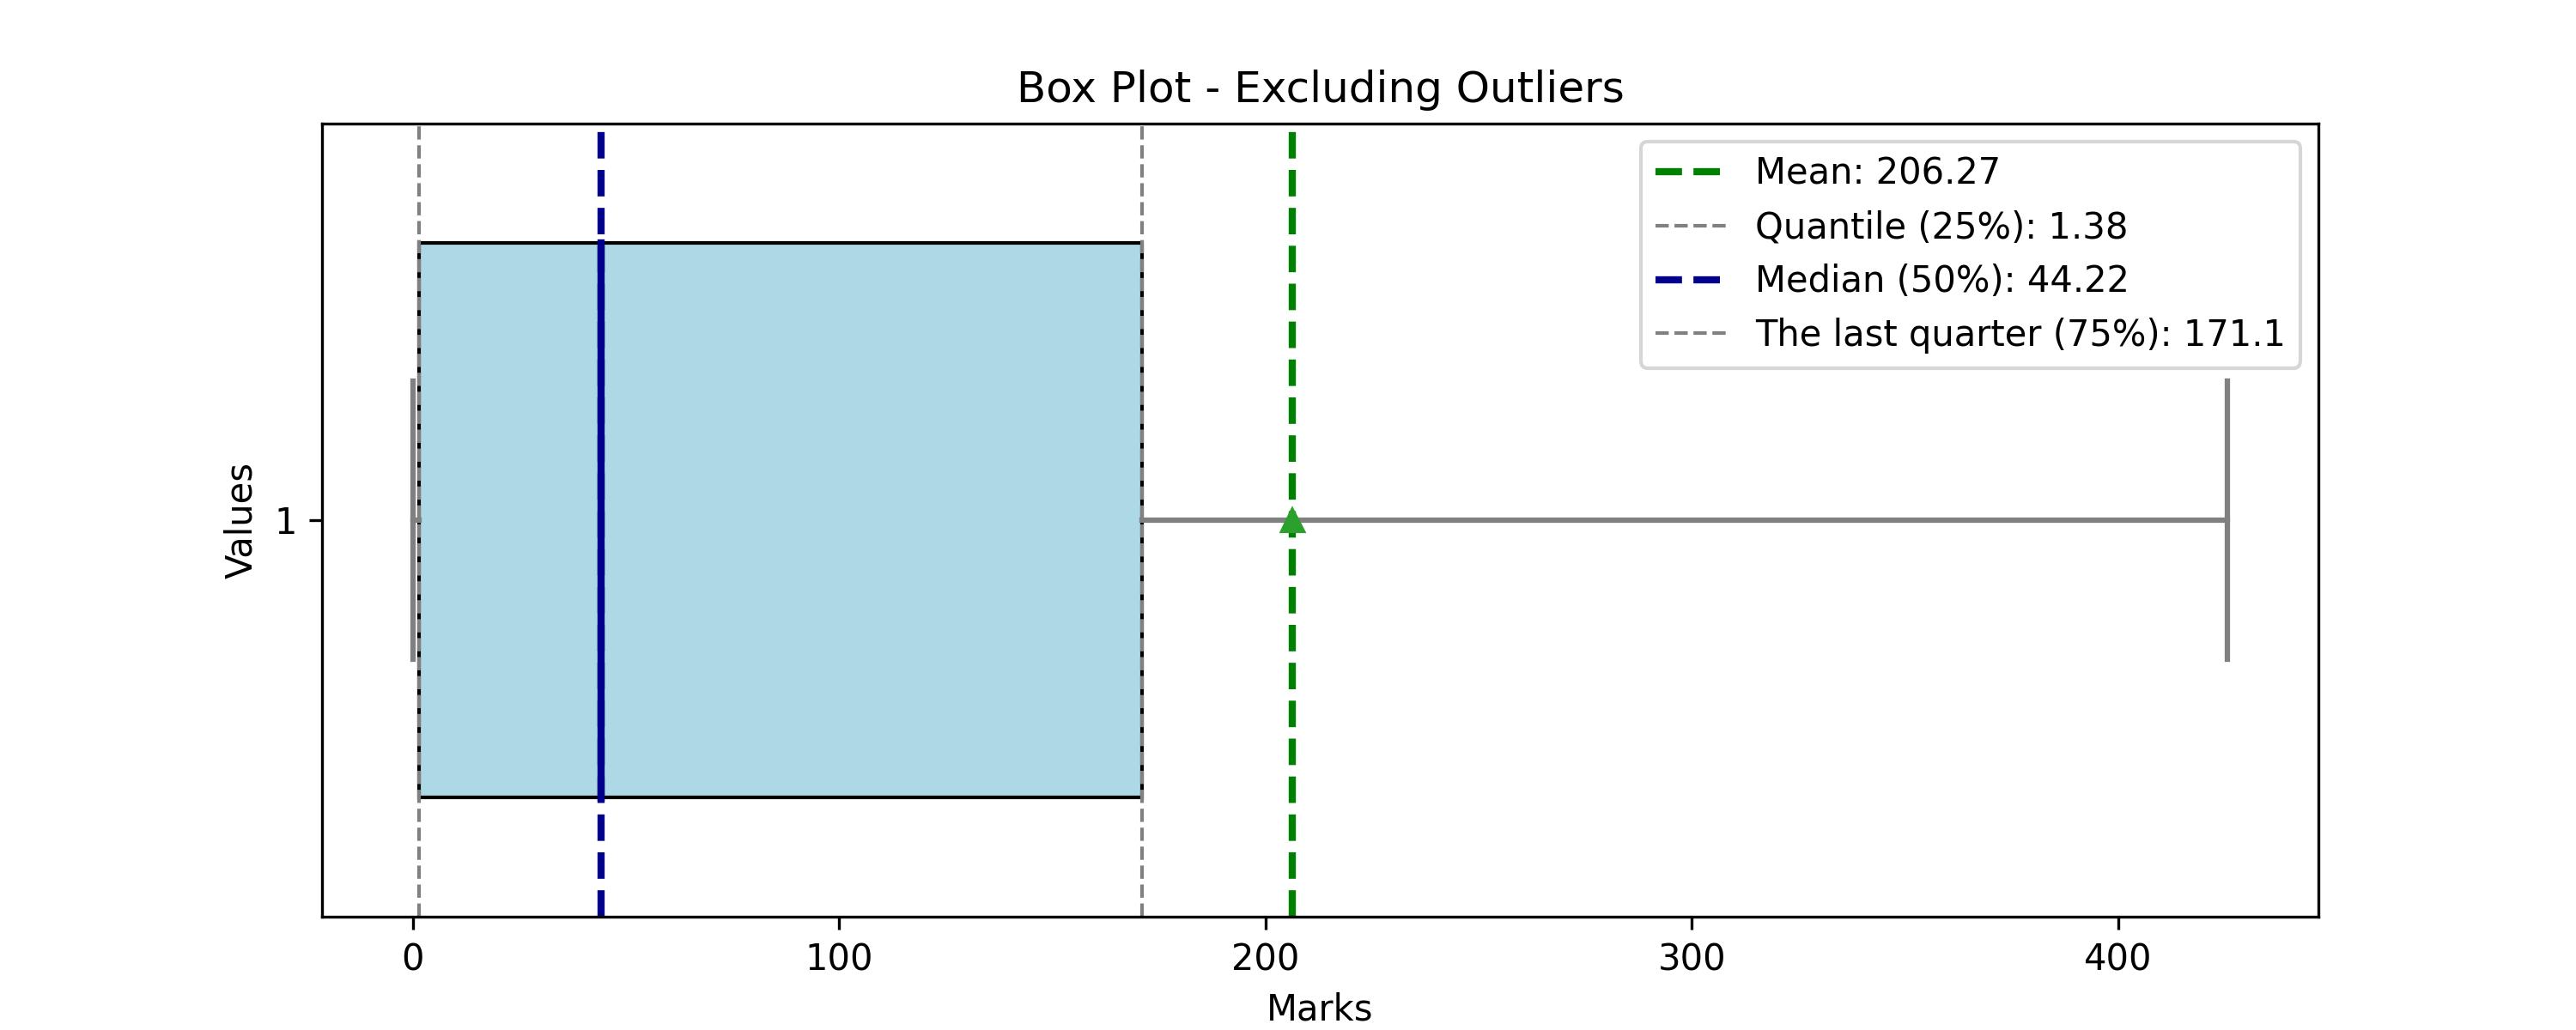 Box Plot - Excluding Outliers
Mean: 206.27
Quantile (25%): 1.38
Median (50%): 44.22
The last quarter (75%): 171.1
Values
1
0 100 200 300 400
Marks